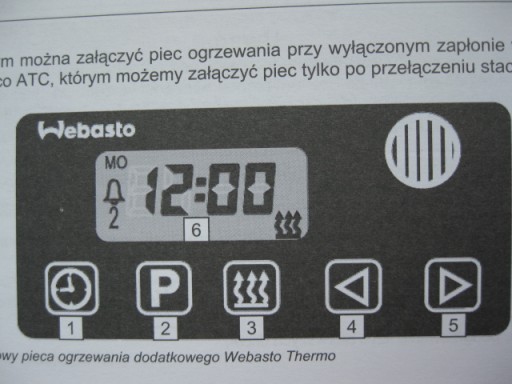 m można załączyć piec ogrzewania przy wyłączonym zapłonie
co ATC, którym możemy załączyć piec tylko po przełączeniu stac
Webasto
MO
12:00
2
6
P
1 2 3 4 5
owy pieca ogrzewania dodatkowego Webasto Thermo